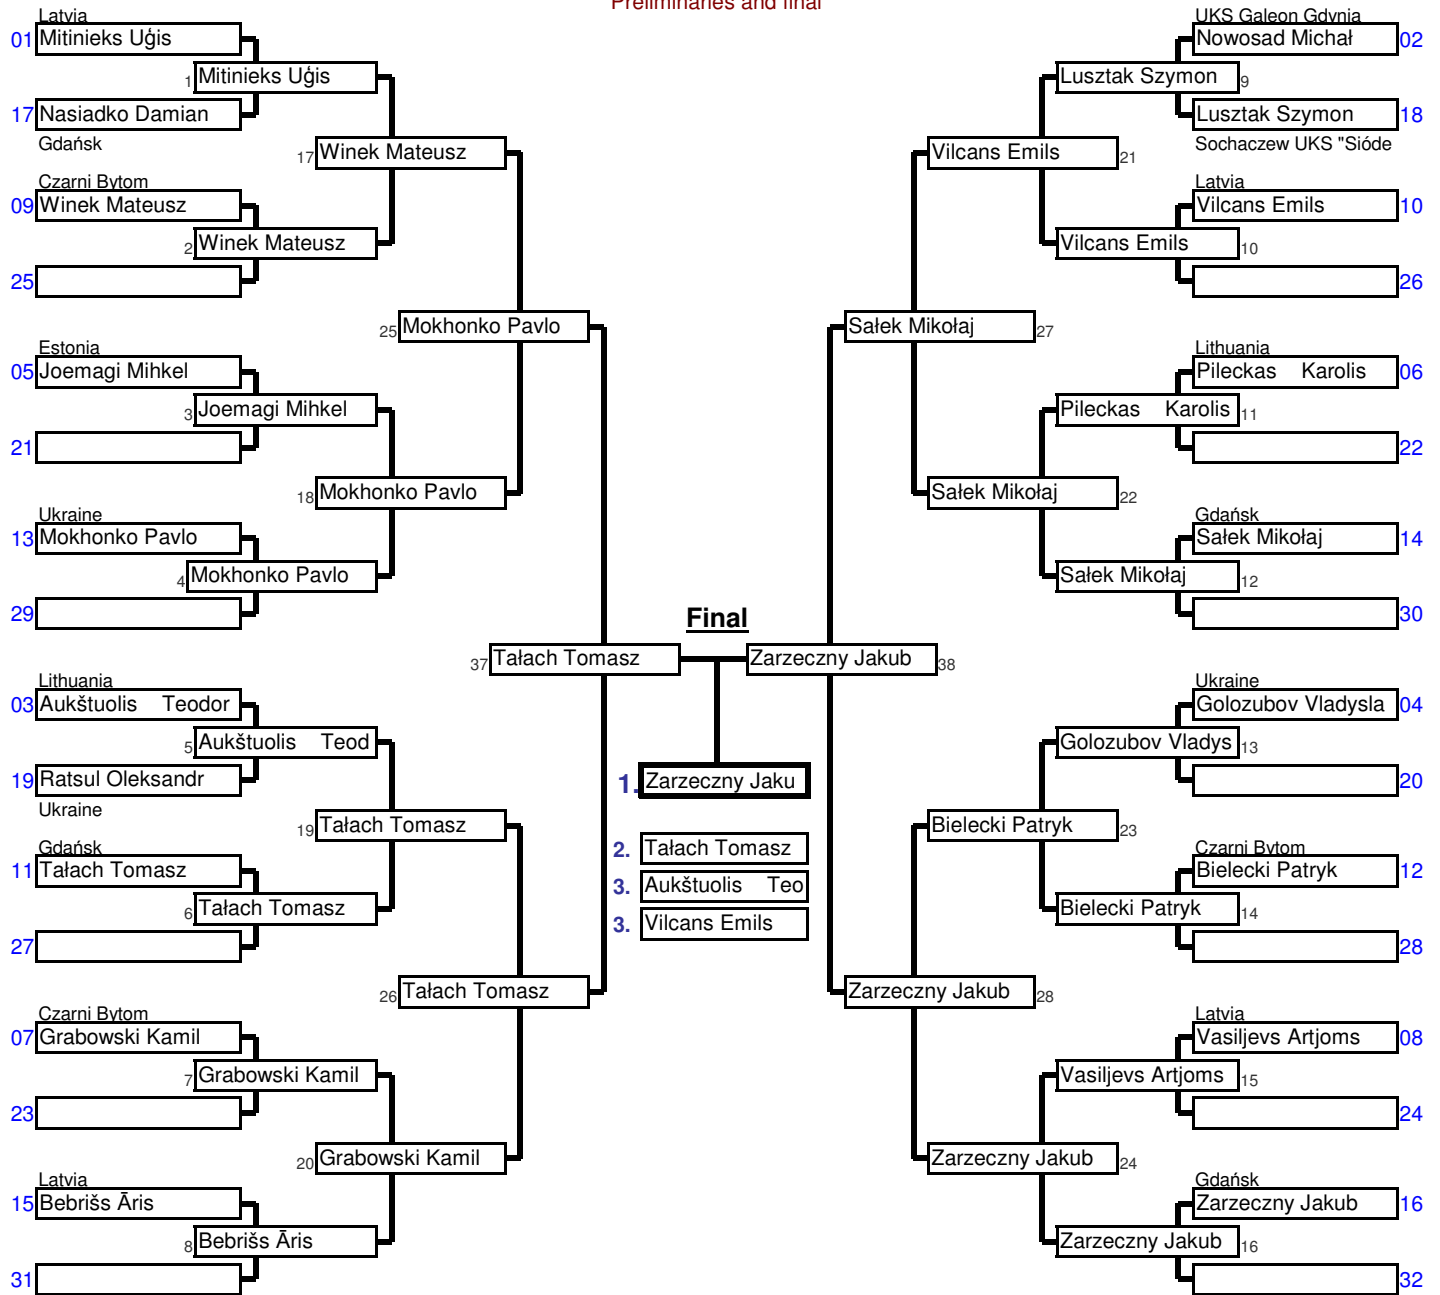 Preliminaries and final
Latvia
01 Mitinieks Uģis
1 Mitinieks Uģis
17 Nasiadko Damian
Gdańsk
17 Winek Mateusz
Czarni Bytom
09 Winek Mateusz
2 Winek Mateusz
25
25 Mokhonko Pavlo
Estonia
05 Joemagi Mihkel
3 Joemagi Mihkel
21
18 Mokhonko Pavlo
Ukraine
13 Mokhonko Pavlo
4 Mokhonko Pavlo
29
37 Tałach Tomasz
Lithuania
03 Aukštuolis Teodor
5 Aukštuolis Teod
19 Ratsul Oleksandr
Ukraine
19 Tałach Tomasz
Gdańsk
11 Tałach Tomasz
6 Tałach Tomasz
27
26 Tałach Tomasz
Czarni Bytom
07 Grabowski Kamil
7 Grabowski Kamil
23
20 Grabowski Kamil
Latvia
15 Bebrišs Āris
8 Bebrišs Āris
31
Final
1. Zarzeczny Jaku
2. Tałach Tomasz
3. Aukštuolis Teo
3. Vilcans Emils
UKS Galeon Gdynia
Nowosad Michał 02
Lusztak Szymon 9
Lusztak Szymon 18
Sochaczew UKS "Sióde
Vilcans Emils 21
Latvia
Vilcans Emils 10
Vilcans Emils 10
26
Sałek Mikołaj 27
Lithuania
Pileckas Karolis 06
Pileckas Karolis 11
22
Sałek Mikołaj 22
Gdańsk
Sałek Mikołaj 14
Sałek Mikołaj 12
30
Zarzeczny Jakub 38
Ukraine
Golozubov Vladysla 04
Golozubov Vladys 13
20
Bielecki Patryk 23
Czarni Bytom
Bielecki Patryk 12
Bielecki Patryk 14
28
Zarzeczny Jakub 28
Latvia
Vasiljevs Artjoms 08
Vasiljevs Artjoms 15
24
Zarzeczny Jakub 24
Gdańsk
Zarzeczny Jakub 16
Zarzeczny Jakub 16
32